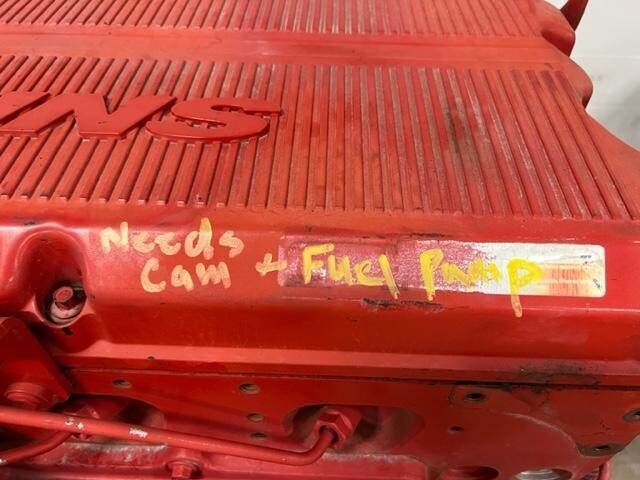 INS
Needs
Cam + Fuel Pump